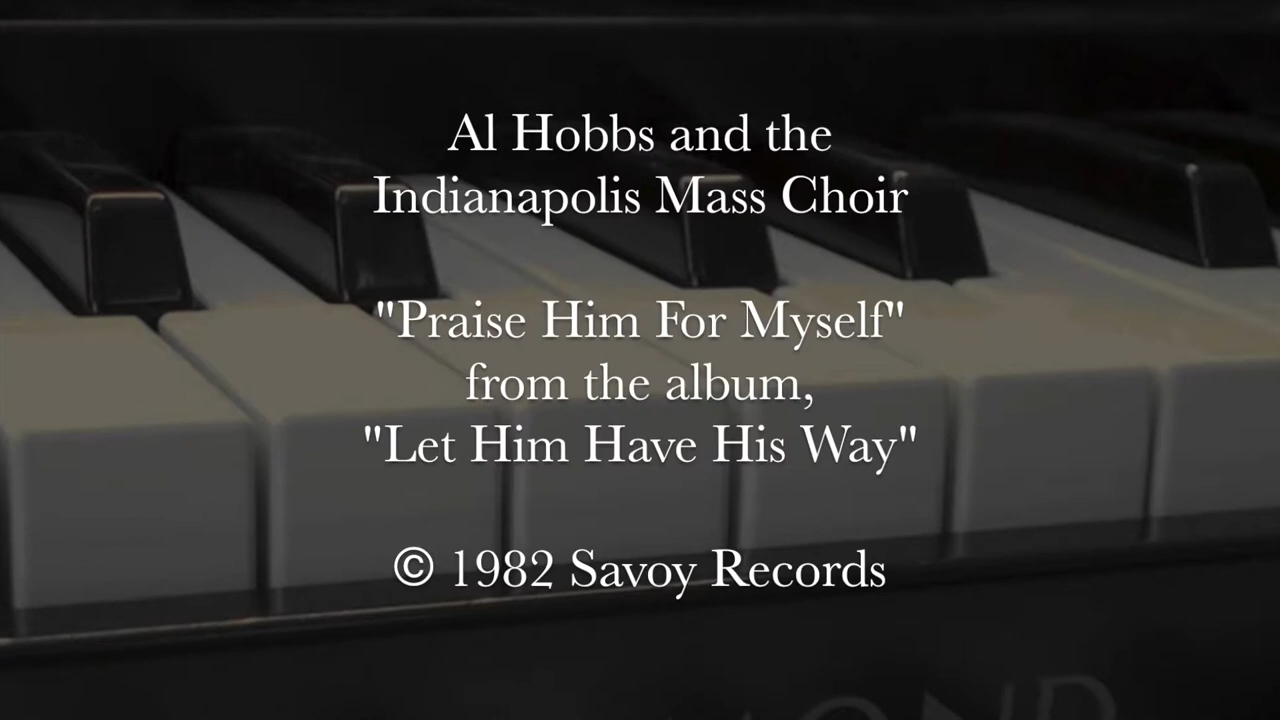 Al Hobbs and the
Indianapolis Mass Choir
"Praise Him For Myself"
from the album,
"Let Him Have His Way"
© 1982 Savoy Records